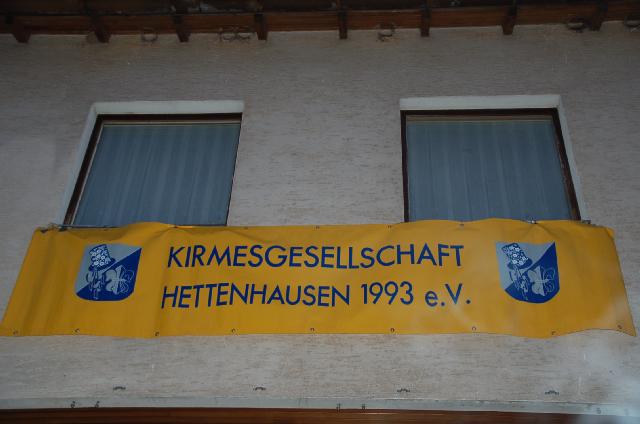 KIRMESGESELLSCHAFT
HETTENHAUSEN 1993 e.V.